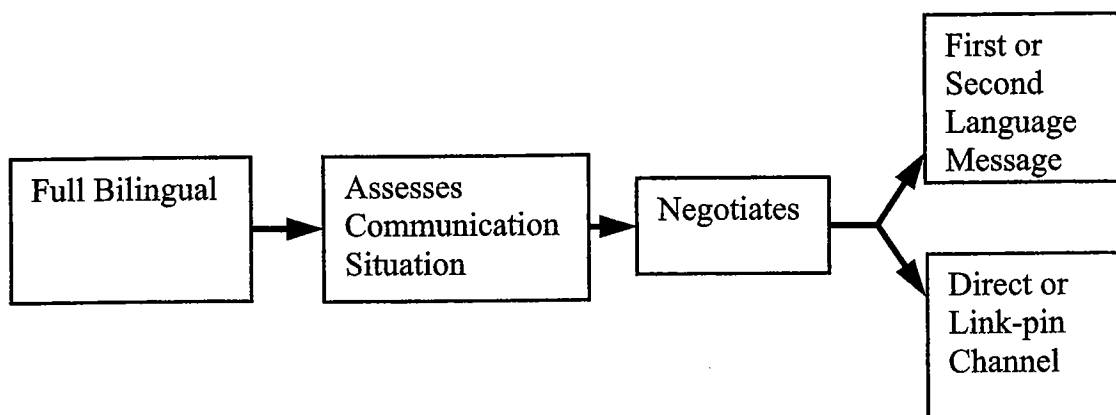 Full Bilingual
Assesses
Communication
Situation
Negotiates
First or
Second
Language
Message
Direct or
Link-pin
Channel